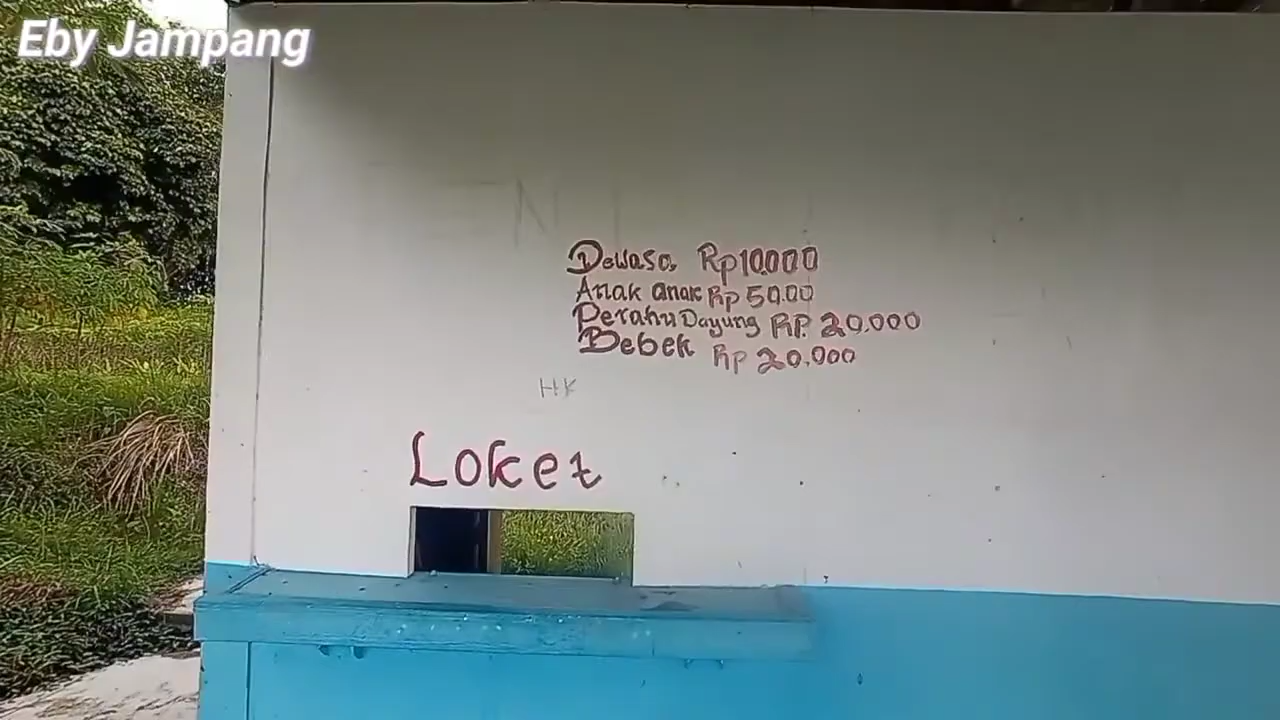 Eby Jampang
Dewasa Rp10.000
Anak anak Rp 50.00
Perahu Dayung RP. 20.000
Bebek Rp 20.000
HK
Loket